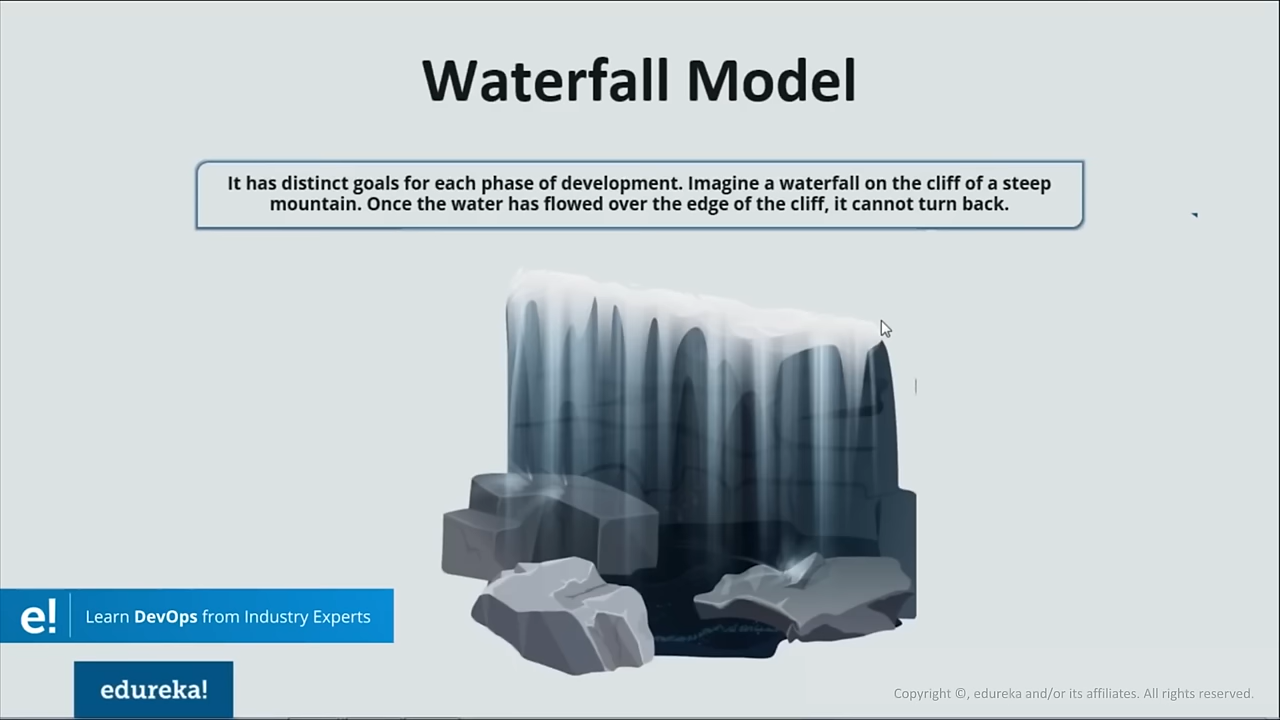 Waterfall Model
It has distinct goals for each phase of development. Imagine a waterfall on the cliff of a steep
mountain. Once the water has flowed over the edge of the cliff, it cannot turn back.
e! Learn DevOps from Industry Experts
edureka!
Copyright ©, edureka and/or its affiliates. All rights reserved.